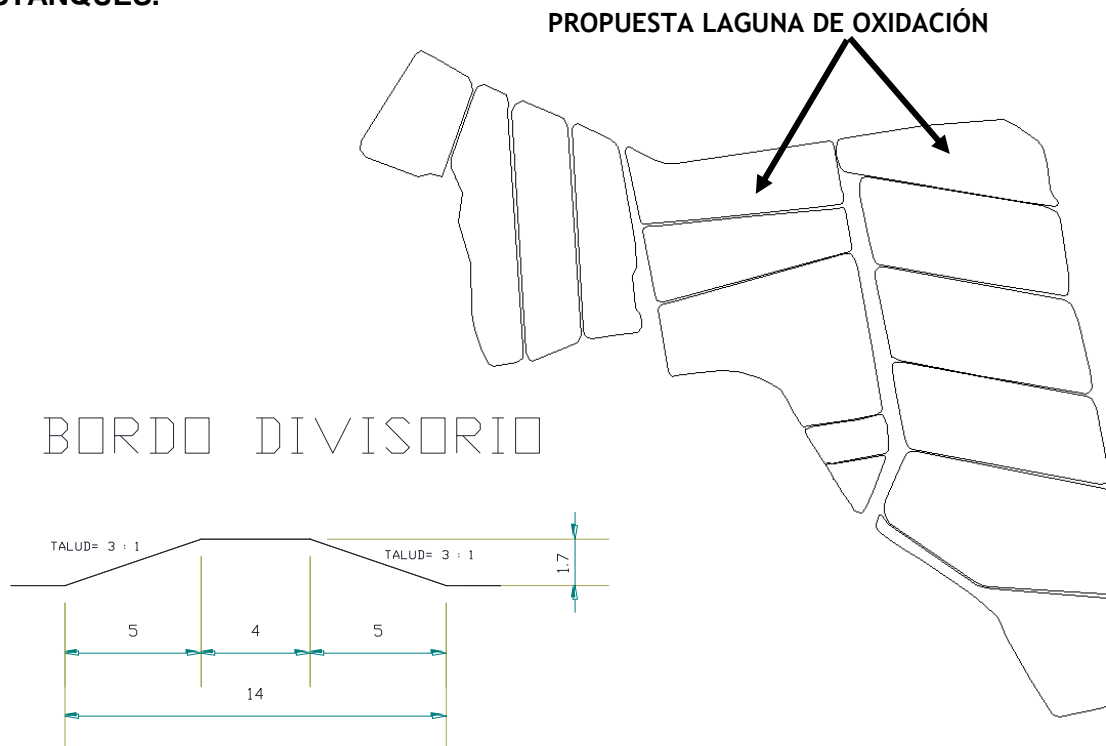 PROPUESTA LAGUNA DE OXIDACIÓN
BORDO DIVISORIO
TALUD= 3 : 1
TALUD= 3 : 1
1.7
5
4
5
14